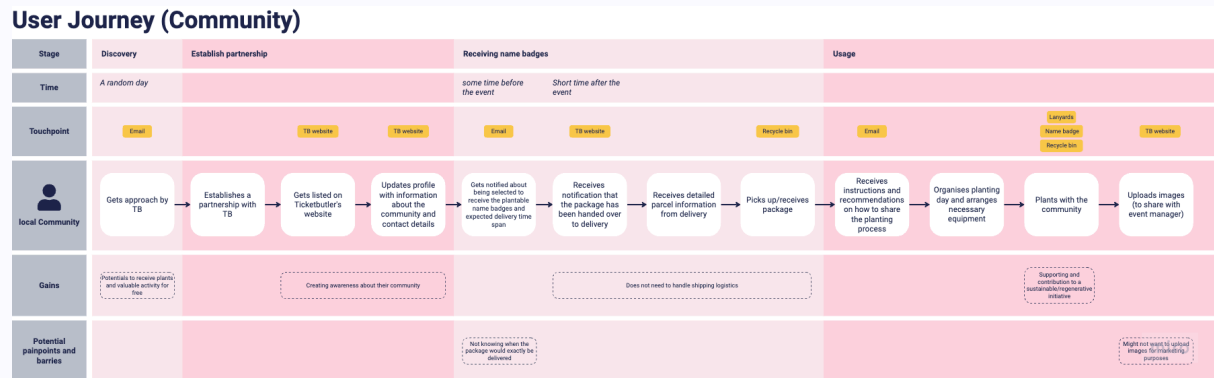 User Journey (Community)
Stage
Discovery
Establish partnership
Receiving name badges
Usage
Time
A random day
some time before
the event
Short time after the
event
Touchpoint
Email
TB website
TB website
Email
TB website
Recycle bin
Email
Lanyards
Name badge
Recycle bin
TB website
local Community
Gets approach by
TB
Establishes a
partnership with
TB
Gets listed on
Ticketbutler's
website
Updates profile
with information
about the
community and
contact details
Gets notified about
being selected to
receive the plantable
name badges and
expected delivery time
span
Receives
notification that
the package has
been handed over
to delivery
Receives detailed
parcel information
from delivery
Picks up/receives
package
Receives
instructions and
recommendations
on how to share
the planting
process
Organises planting
day and arranges
necessary
equipment
Plants with the
community
Uploads images
(to share with
event manager)
Gains
Potentials to receive plants
and valuable activity for
free
Creating awareness about their community
Does not need to handle shipping logistics
Supporting and
contribution to a
sustainable/regenerative
initiative
Potential
painpoints and
barries
Not knowing when the
package would exactly be
delivered
Might not want to upload
images for marketing
purposes